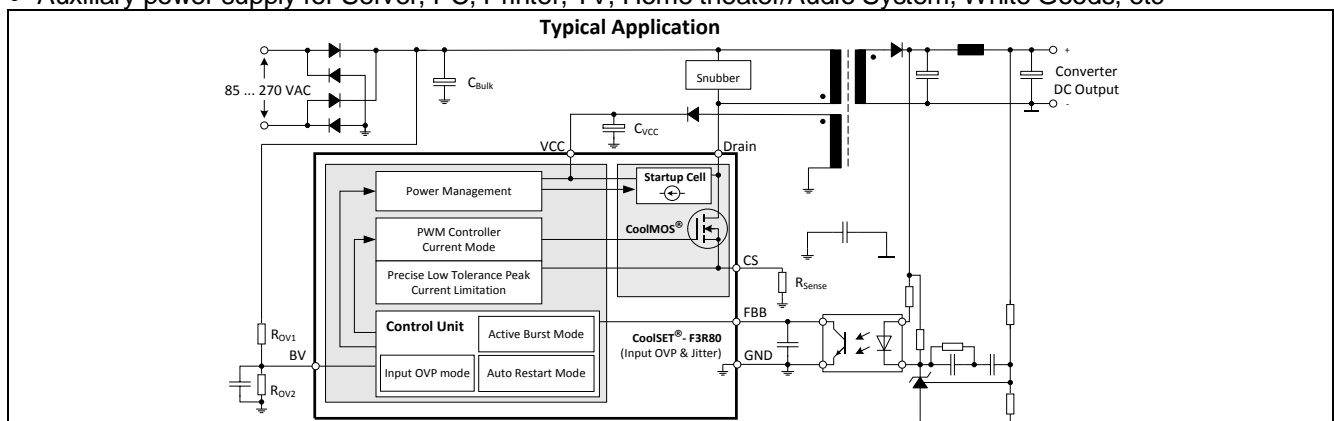 • Auxiliary power supply for Server, PC, Printer, TV, Home theater/Audio System, White Goods, etc
Typical Application
+
Snubber
Converter
DC Output
-
85 ... 270 VAC
CBulk
CVCC
VCC
Drain
Power Management
Startup Cell
CoolMOS®
PWM Controller
Current Mode
Precise Low Tolerance Peak
Current Limitation
CS
RSense
FBB
Control Unit
Active Burst Mode
CoolSET®- F3R80
(Input OVP & Jitter)
GND
ROV1
BV
Input OVP mode
Auto Restart Mode
ROV2